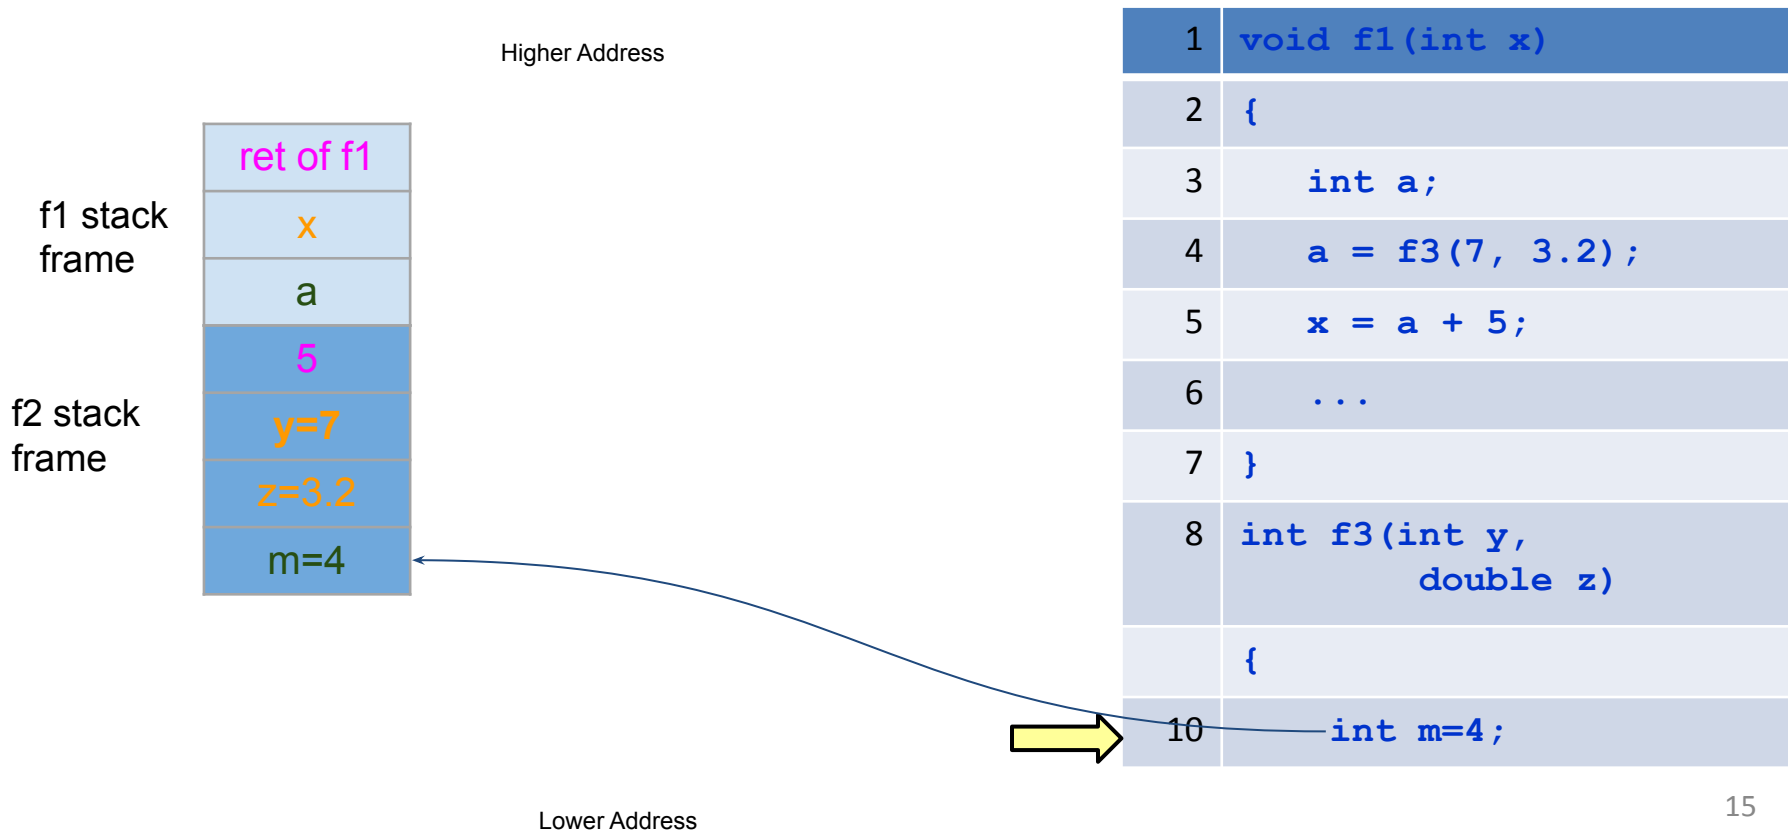 Higher Address
ret of f1
f1 stack
frame
x
a
5
f2 stack
frame
y=7
z=3.2
m=4
Lower Address
1 void f1(int x)
2 {
3 int a;
4 a = f3(7, 3.2);
5 x = a + 5;
6 ...
7 }
8 int f3(int y,
double z)
{
10 int m=4;
15